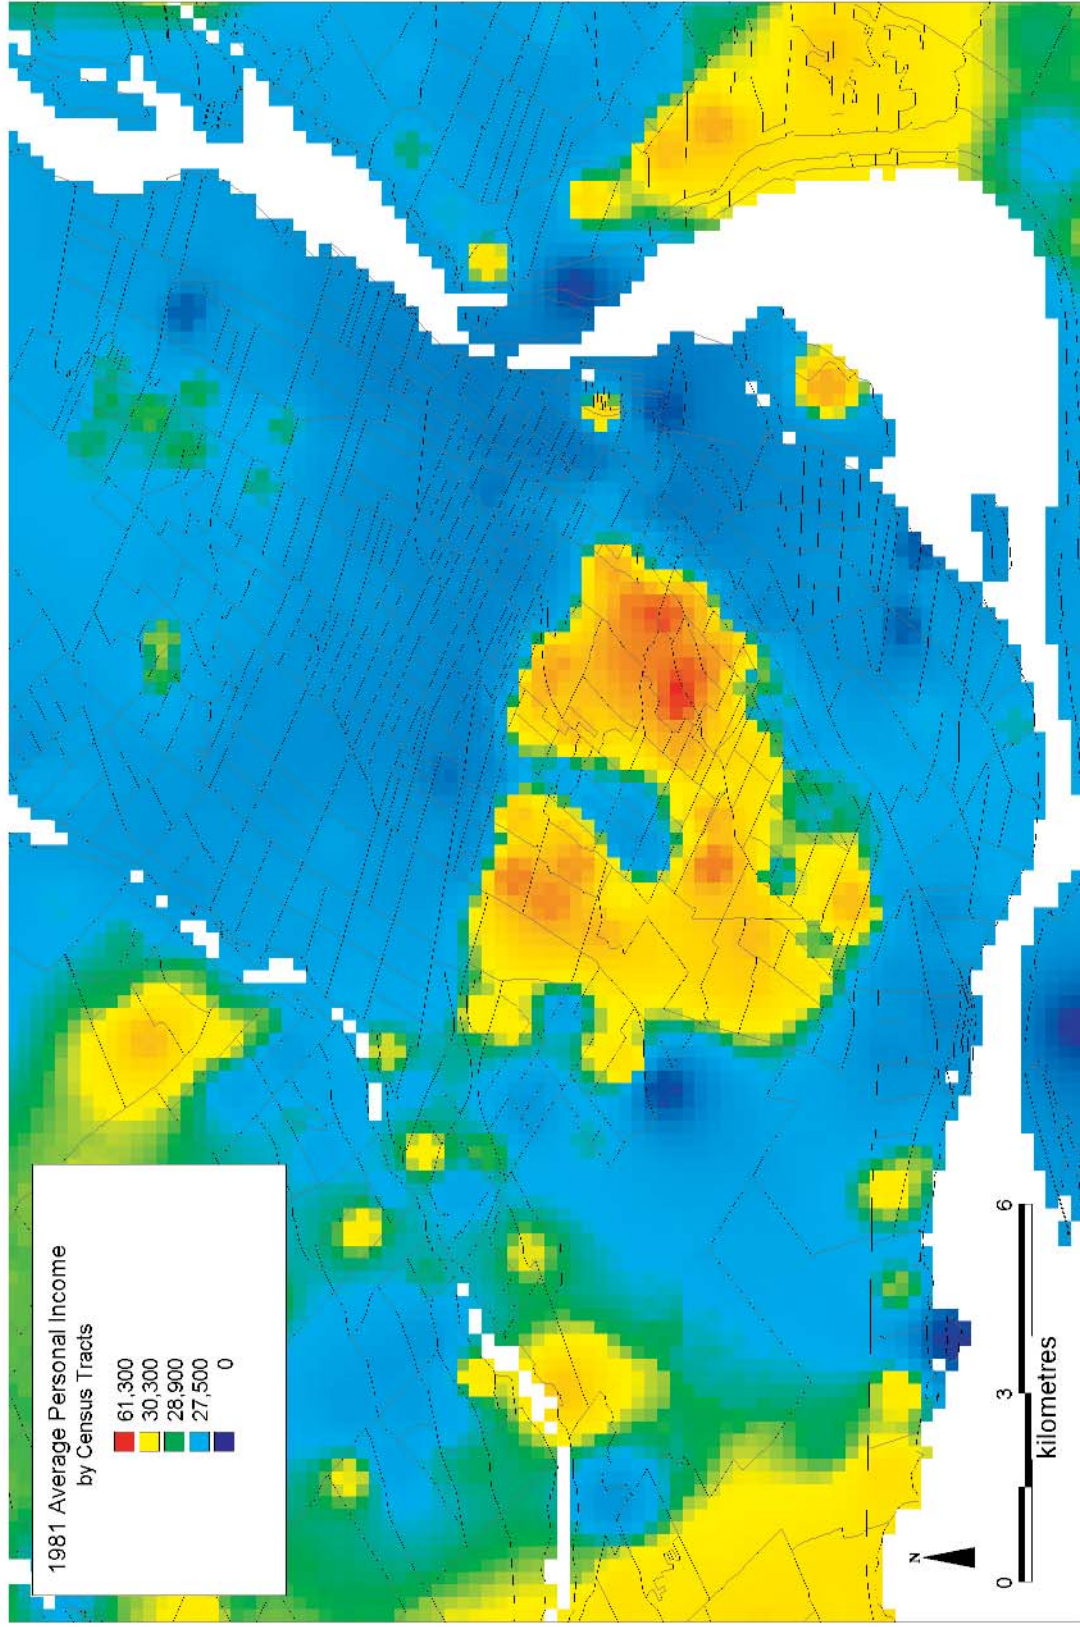 1981 Average Personal Income
by Census Tracts
61,300
30,300
28,900
27,500
0
N
0 3 6
kilometres